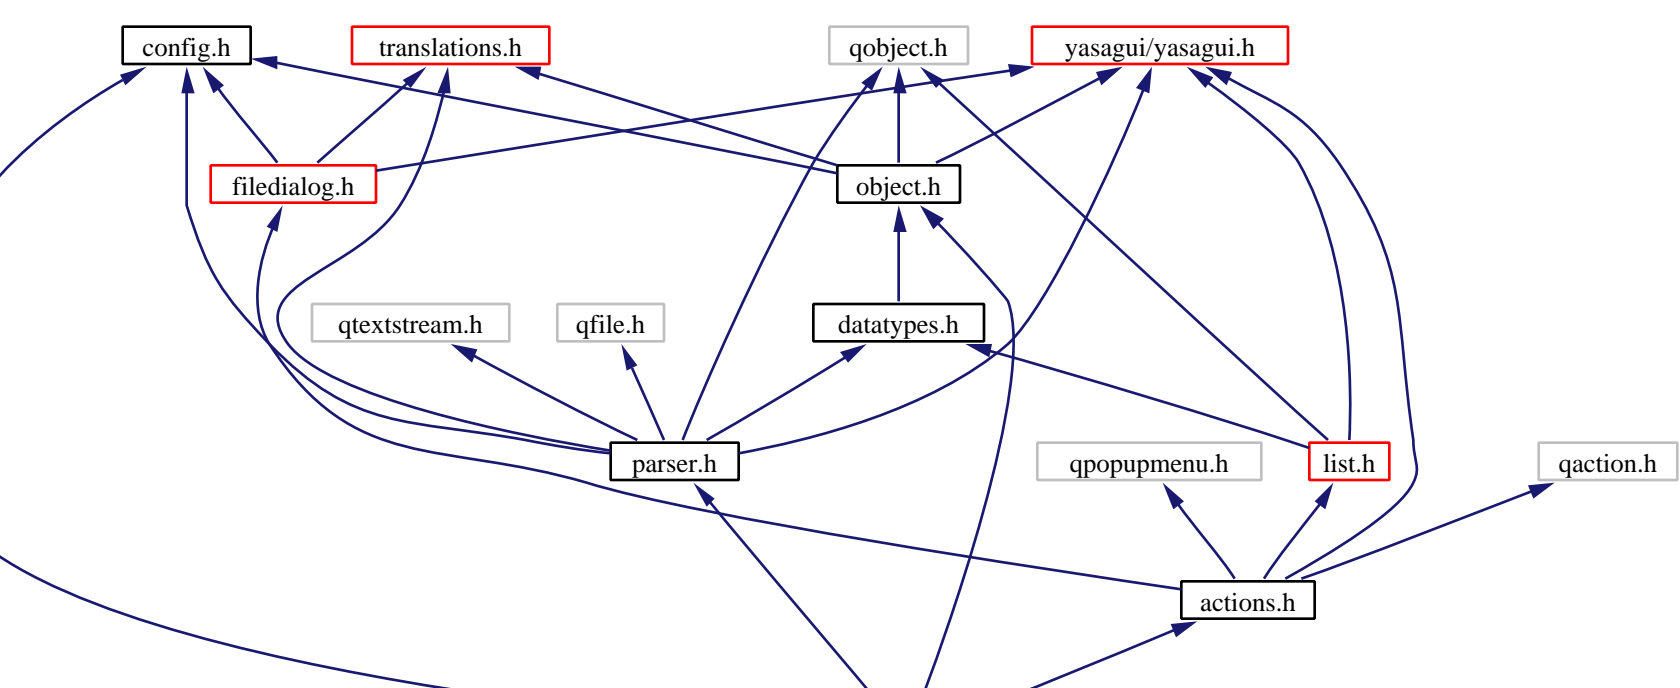 config.h
translations.h
qobject.h
yasagui/yasagui.h
filedialog.h
object.h
qtextstream.h
qfile.h
datatypes.h
parser.h
qpopupmenu.h
list.h
qaction.h
actions.h